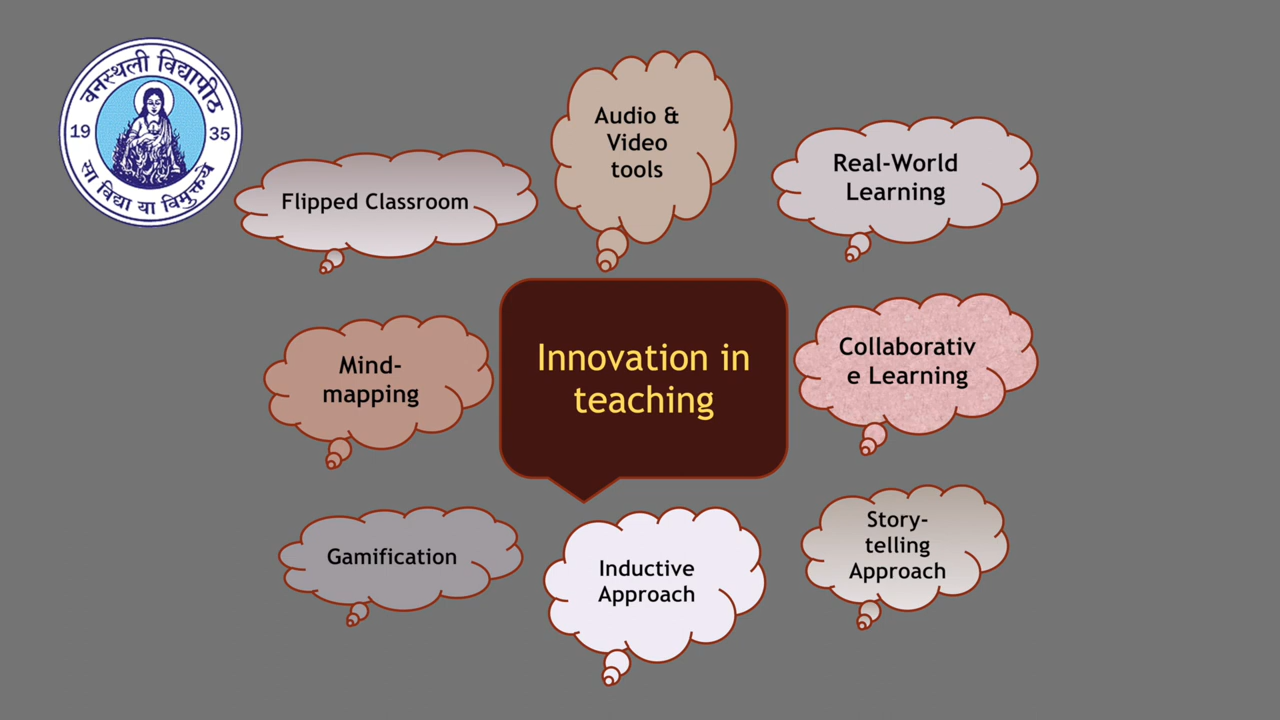 वनस्थली विद्यापीठ
19 35
सा विद्या या विमुक्तये
Flipped Classroom
Audio &
Video
tools
Real-World
Learning
Mind-
mapping
Innovation in
teaching
Collaborativ
e Learning
Gamification
Inductive
Approach
Story-
telling
Approach